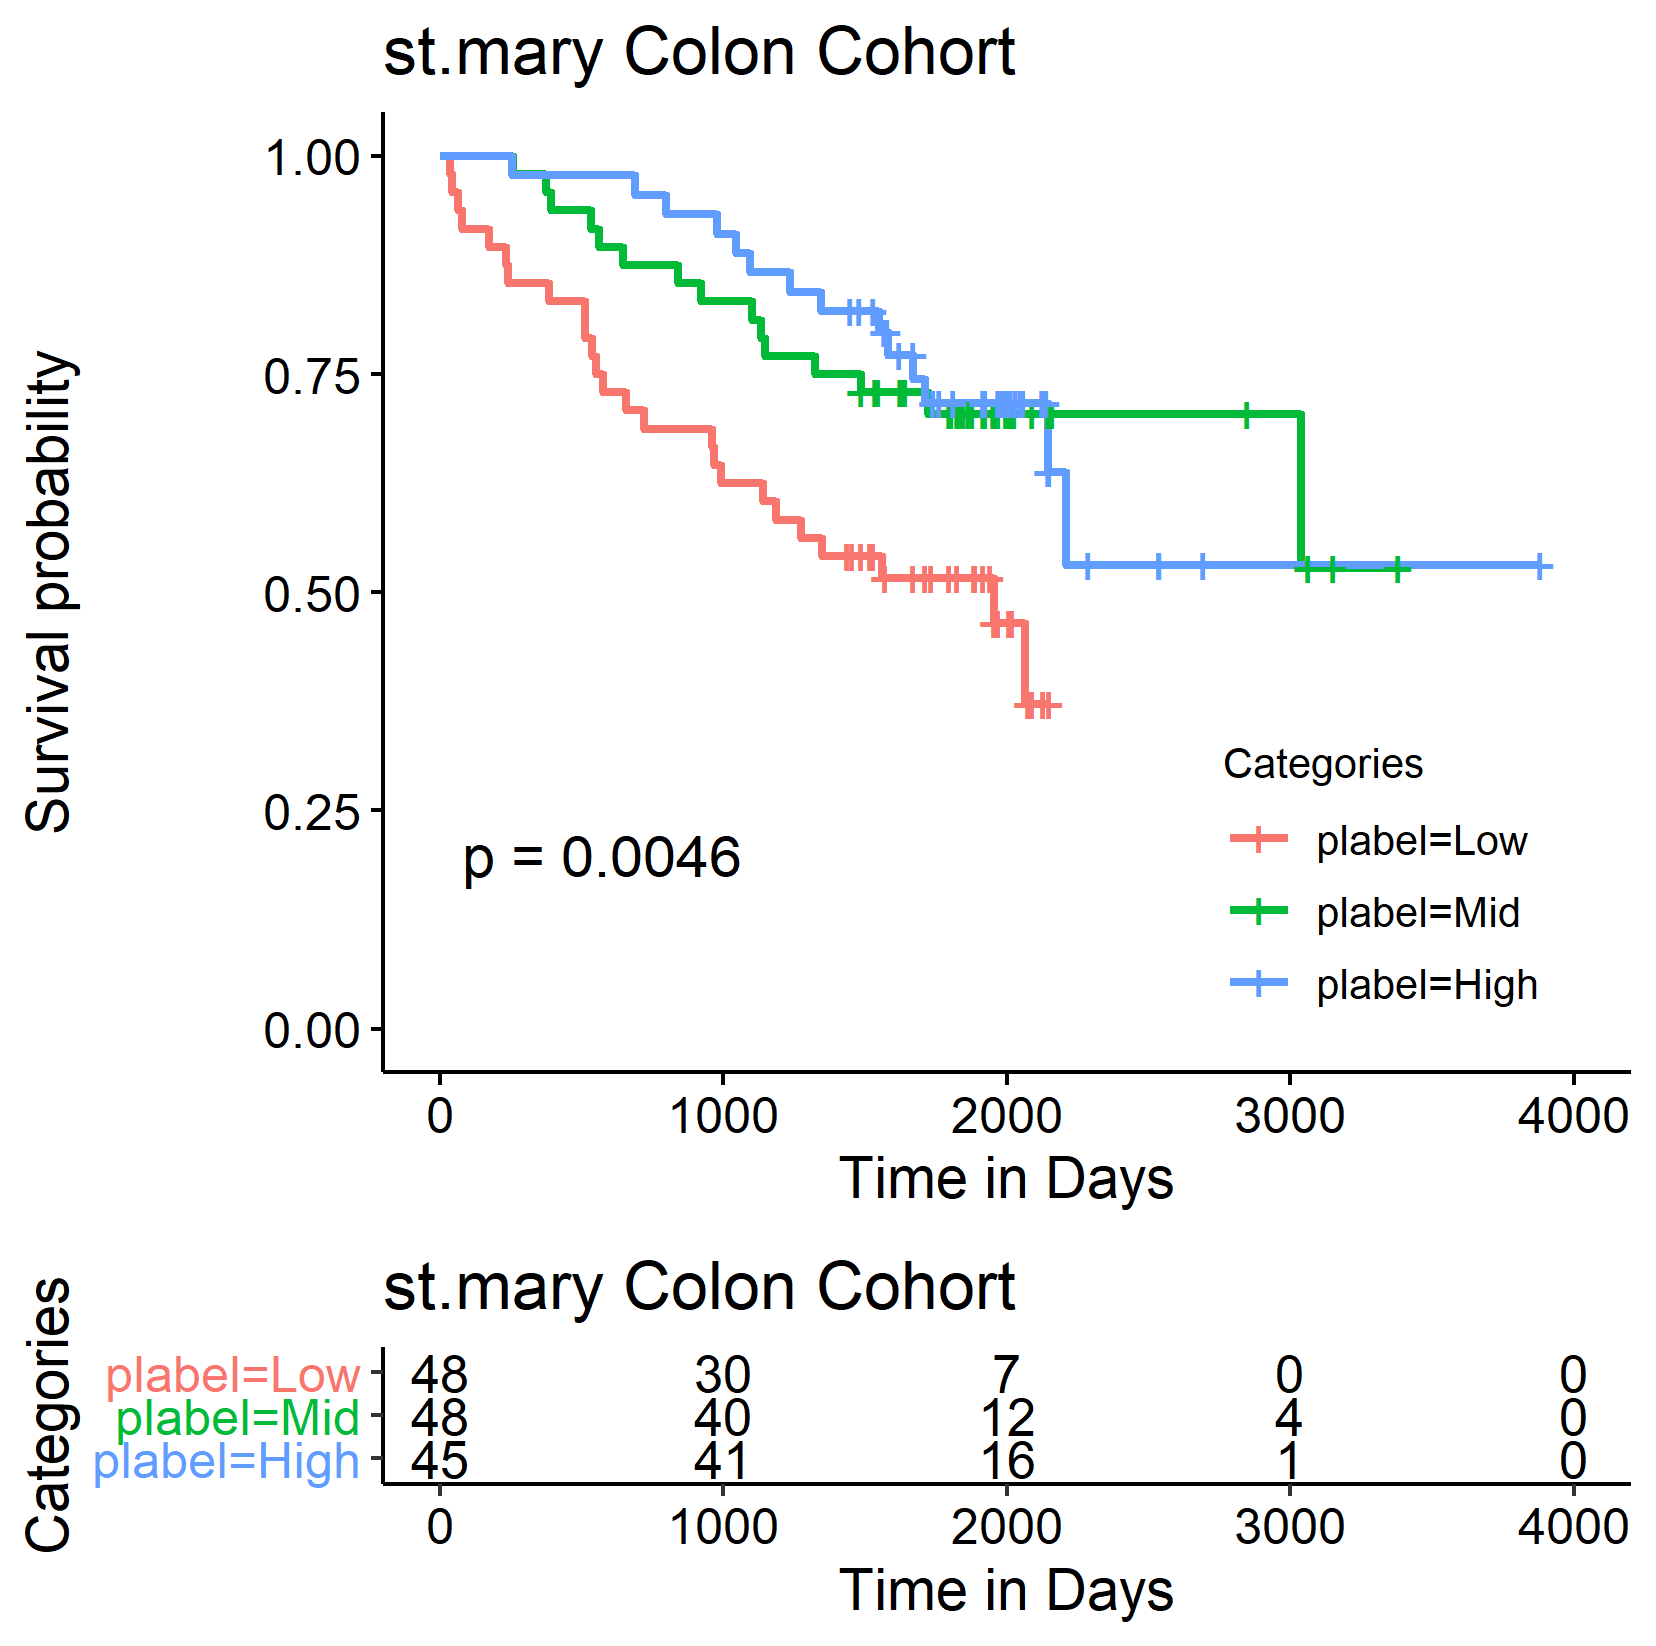 st.mary Colon Cohort
Survival probability
1.00
0.75
0.50
0.25
0.00
p = 0.0046
Categories
plabel=Low
plabel=Mid
plabel=High
0 1000 2000 3000 4000
Time in Days
st.mary Colon Cohort
Categories
plabel=Low 48 30 7 0 0
plabel=Mid 48 40 12 4 0
plabel=High 45 41 16 1 0
0 1000 2000 3000 4000
Time in Days